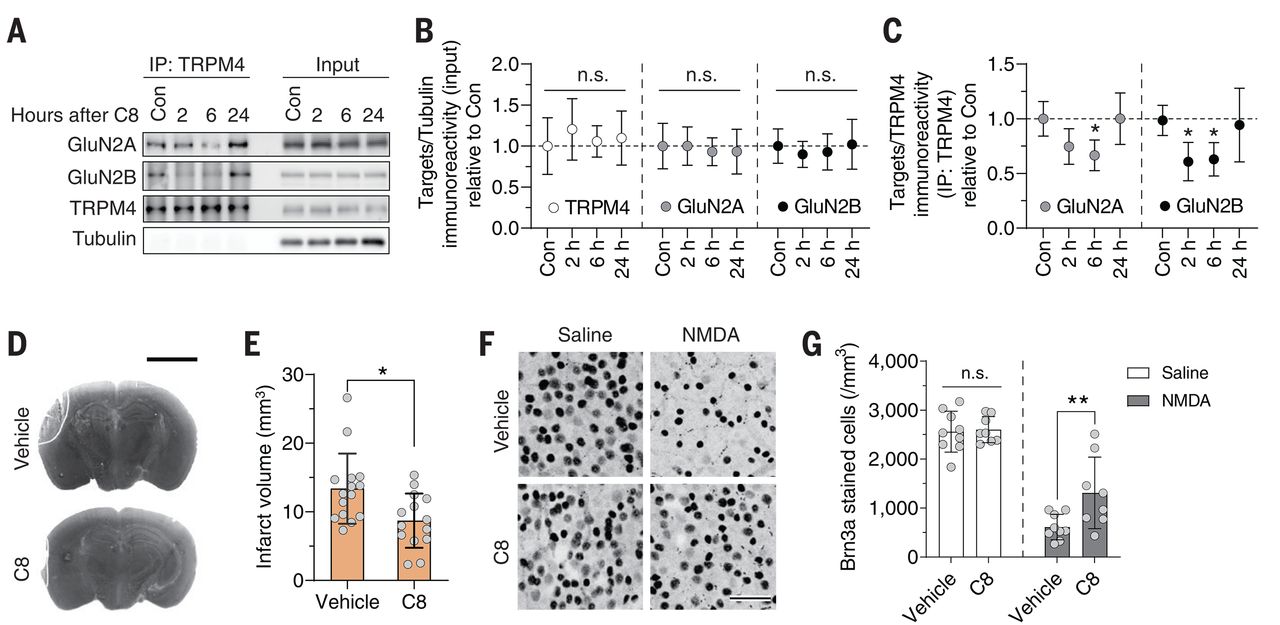 A
IP: TRPM4
Input
Hours after C8
Con
2
6
24
Con
2
6
24
GluN2A
GluN2B
TRPM4
Tubulin
B
Targets/Tubulin
immunoreactivity (input)
relative to Con
2.0
1.5
1.0
0.5
0.0
n.s.
n.s.
n.s.
TRPM4
GluN2A
GluN2B
Con
2 h
6 h
24 h
Con
2 h
6 h
24 h
Con
2 h
6 h
24 h
C
Targets/TRPM4
immunoreactivity
(IP: TRPM4)
relative to Con
1.5
1.0
0.5
0.0
*
*
*
GluN2A
GluN2B
Con
2 h
6 h
24 h
Con
2 h
6 h
24 h
D
Vehicle
C8
E
Infarct volume (mm³)
30
20
10
0
*
Vehicle
C8
F
Saline
NMDA
Vehicle
C8
G
Brn3a stained cells (/mm³)
4,000
3,000
2,000
1,000
0
n.s.
**
Saline
NMDA
Vehicle
C8
Vehicle
C8